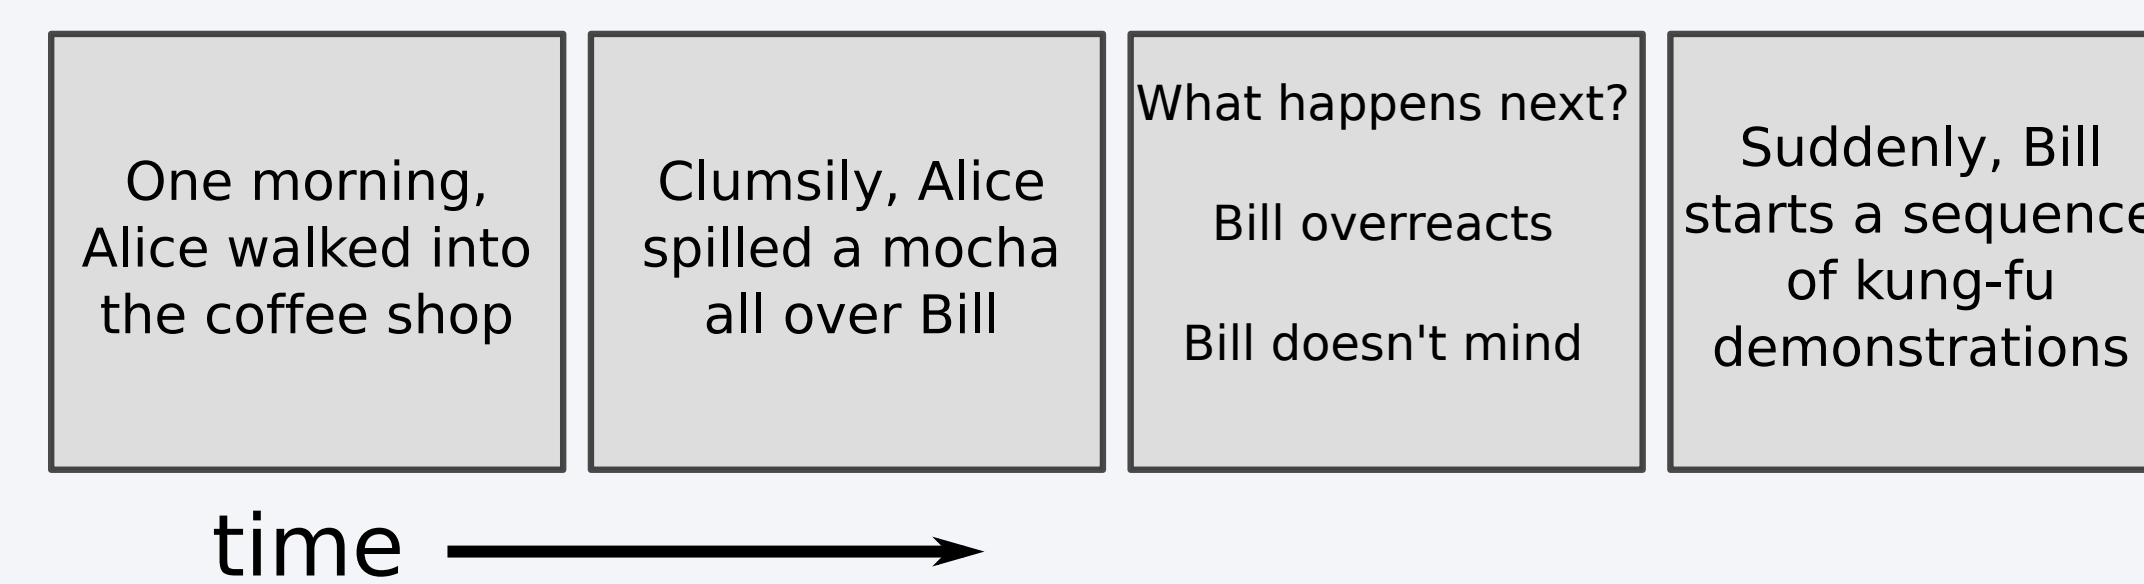 One morning,
Alice walked into
the coffee shop
Clumsily, Alice
spilled a mocha
all over Bill
What happens next?
Bill overreacts
Bill doesn't mind
Suddenly, Bill
starts a sequence
of kung-fu
demonstrations
time